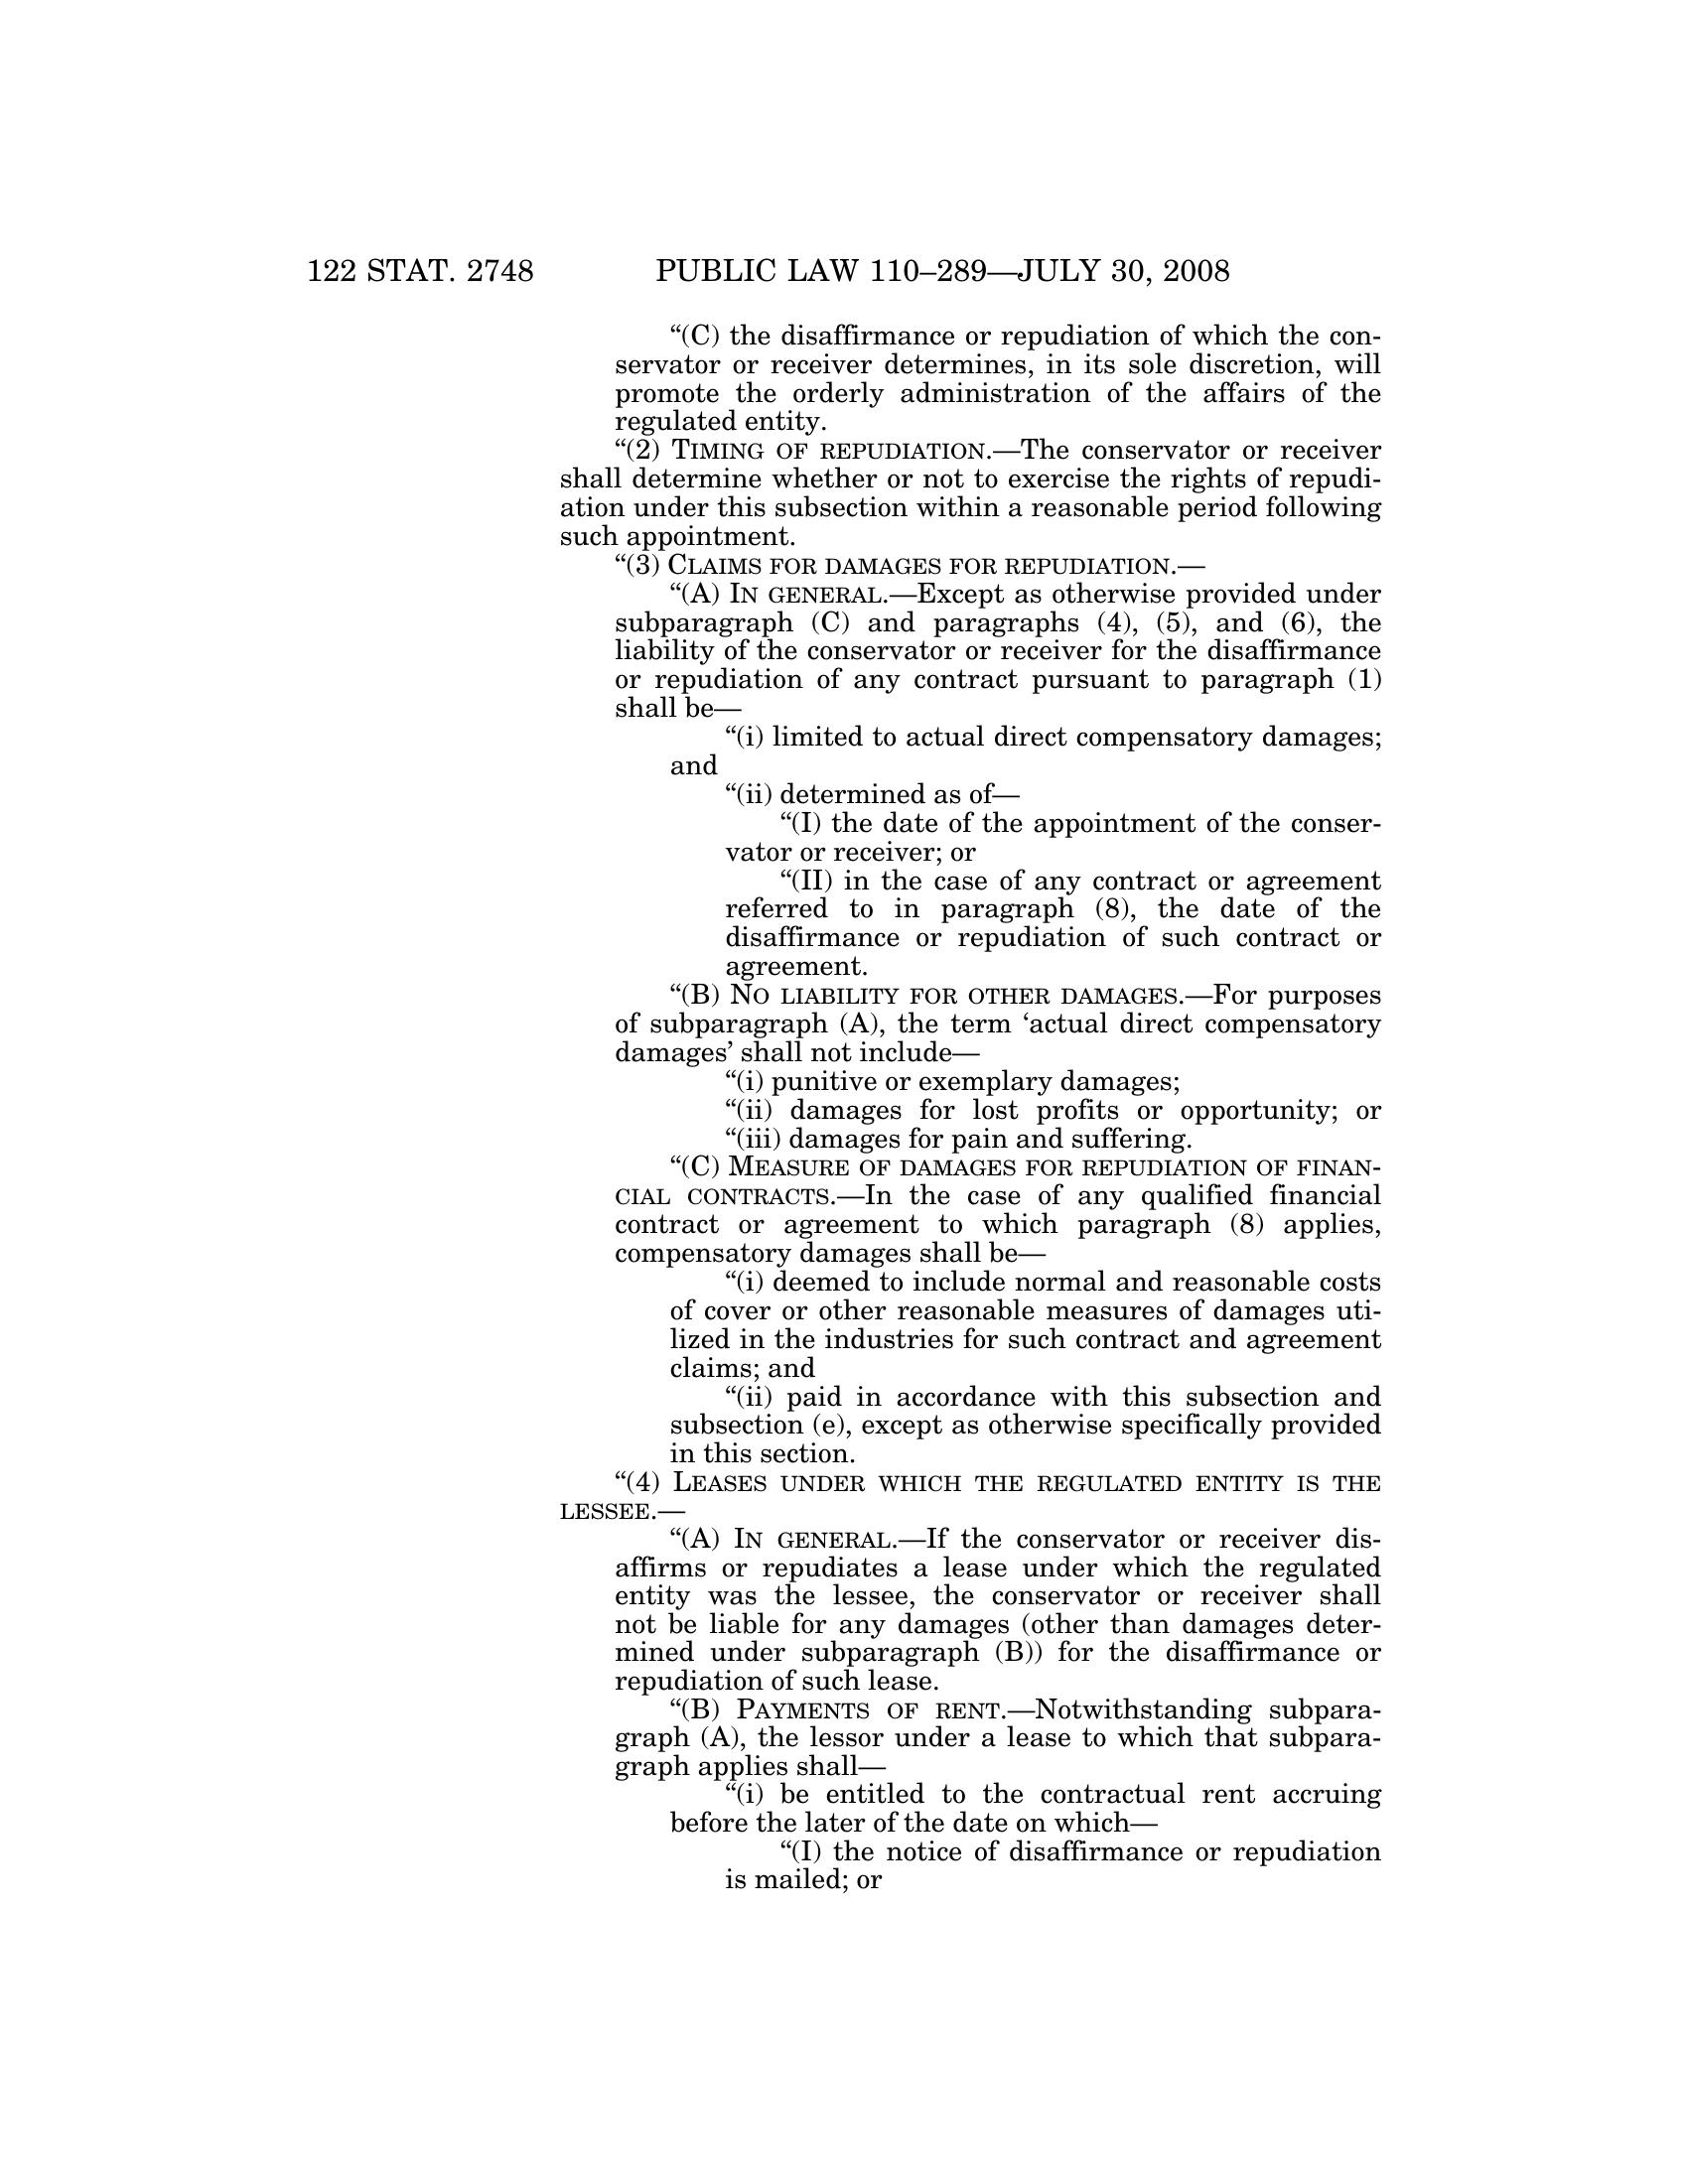 122 STAT. 2748 PUBLIC LAW 110–289—JULY 30, 2008
“(C) the disaffirmance or repudiation of which the con-
servator or receiver determines, in its sole discretion, will
promote the orderly administration of the affairs of the
regulated entity.
“(2) TIMING OF REPUDIATION.—The conservator or receiver
shall determine whether or not to exercise the rights of repudi-
ation under this subsection within a reasonable period following
such appointment.
“(3) CLAIMS FOR DAMAGES FOR REPUDIATION.—
“(A) IN GENERAL.—Except as otherwise provided under
subparagraph (C) and paragraphs (4), (5), and (6), the
liability of the conservator or receiver for the disaffirmance
or repudiation of any contract pursuant to paragraph (1)
shall be—
“(i) limited to actual direct compensatory damages;
and
“(ii) determined as of—
“(I) the date of the appointment of the conser-
vator or receiver; or
“(II) in the case of any contract or agreement
referred to in paragraph (8), the date of the
disaffirmance or repudiation of such contract or
agreement.
“(B) NO LIABILITY FOR OTHER DAMAGES.—For purposes
of subparagraph (A), the term ‘actual direct compensatory
damages’ shall not include—
“(i) punitive or exemplary damages;
“(ii) damages for lost profits or opportunity; or
“(iii) damages for pain and suffering.
“(C) MEASURE OF DAMAGES FOR REPUDIATION OF FINAN-
CIAL CONTRACTS.—In the case of any qualified financial
contract or agreement to which paragraph (8) applies,
compensatory damages shall be—
“(i) deemed to include normal and reasonable costs
of cover or other reasonable measures of damages uti-
lized in the industries for such contract and agreement
claims; and
“(ii) paid in accordance with this subsection and
subsection (e), except as otherwise specifically provided
in this section.
“(4) LEASES UNDER WHICH THE REGULATED ENTITY IS THE
LESSEE.—
“(A) IN GENERAL.—If the conservator or receiver dis-
affirms or repudiates a lease under which the regulated
entity was the lessee, the conservator or receiver shall
not be liable for any damages (other than damages deter-
mined under subparagraph (B)) for the disaffirmance or
repudiation of such lease.
“(B) PAYMENTS OF RENT.—Notwithstanding subpara-
graph (A), the lessor under a lease to which that subpara-
graph applies shall—
“(i) be entitled to the contractual rent accruing
before the later of the date on which—
“(I) the notice of disaffirmance or repudiation
is mailed; or